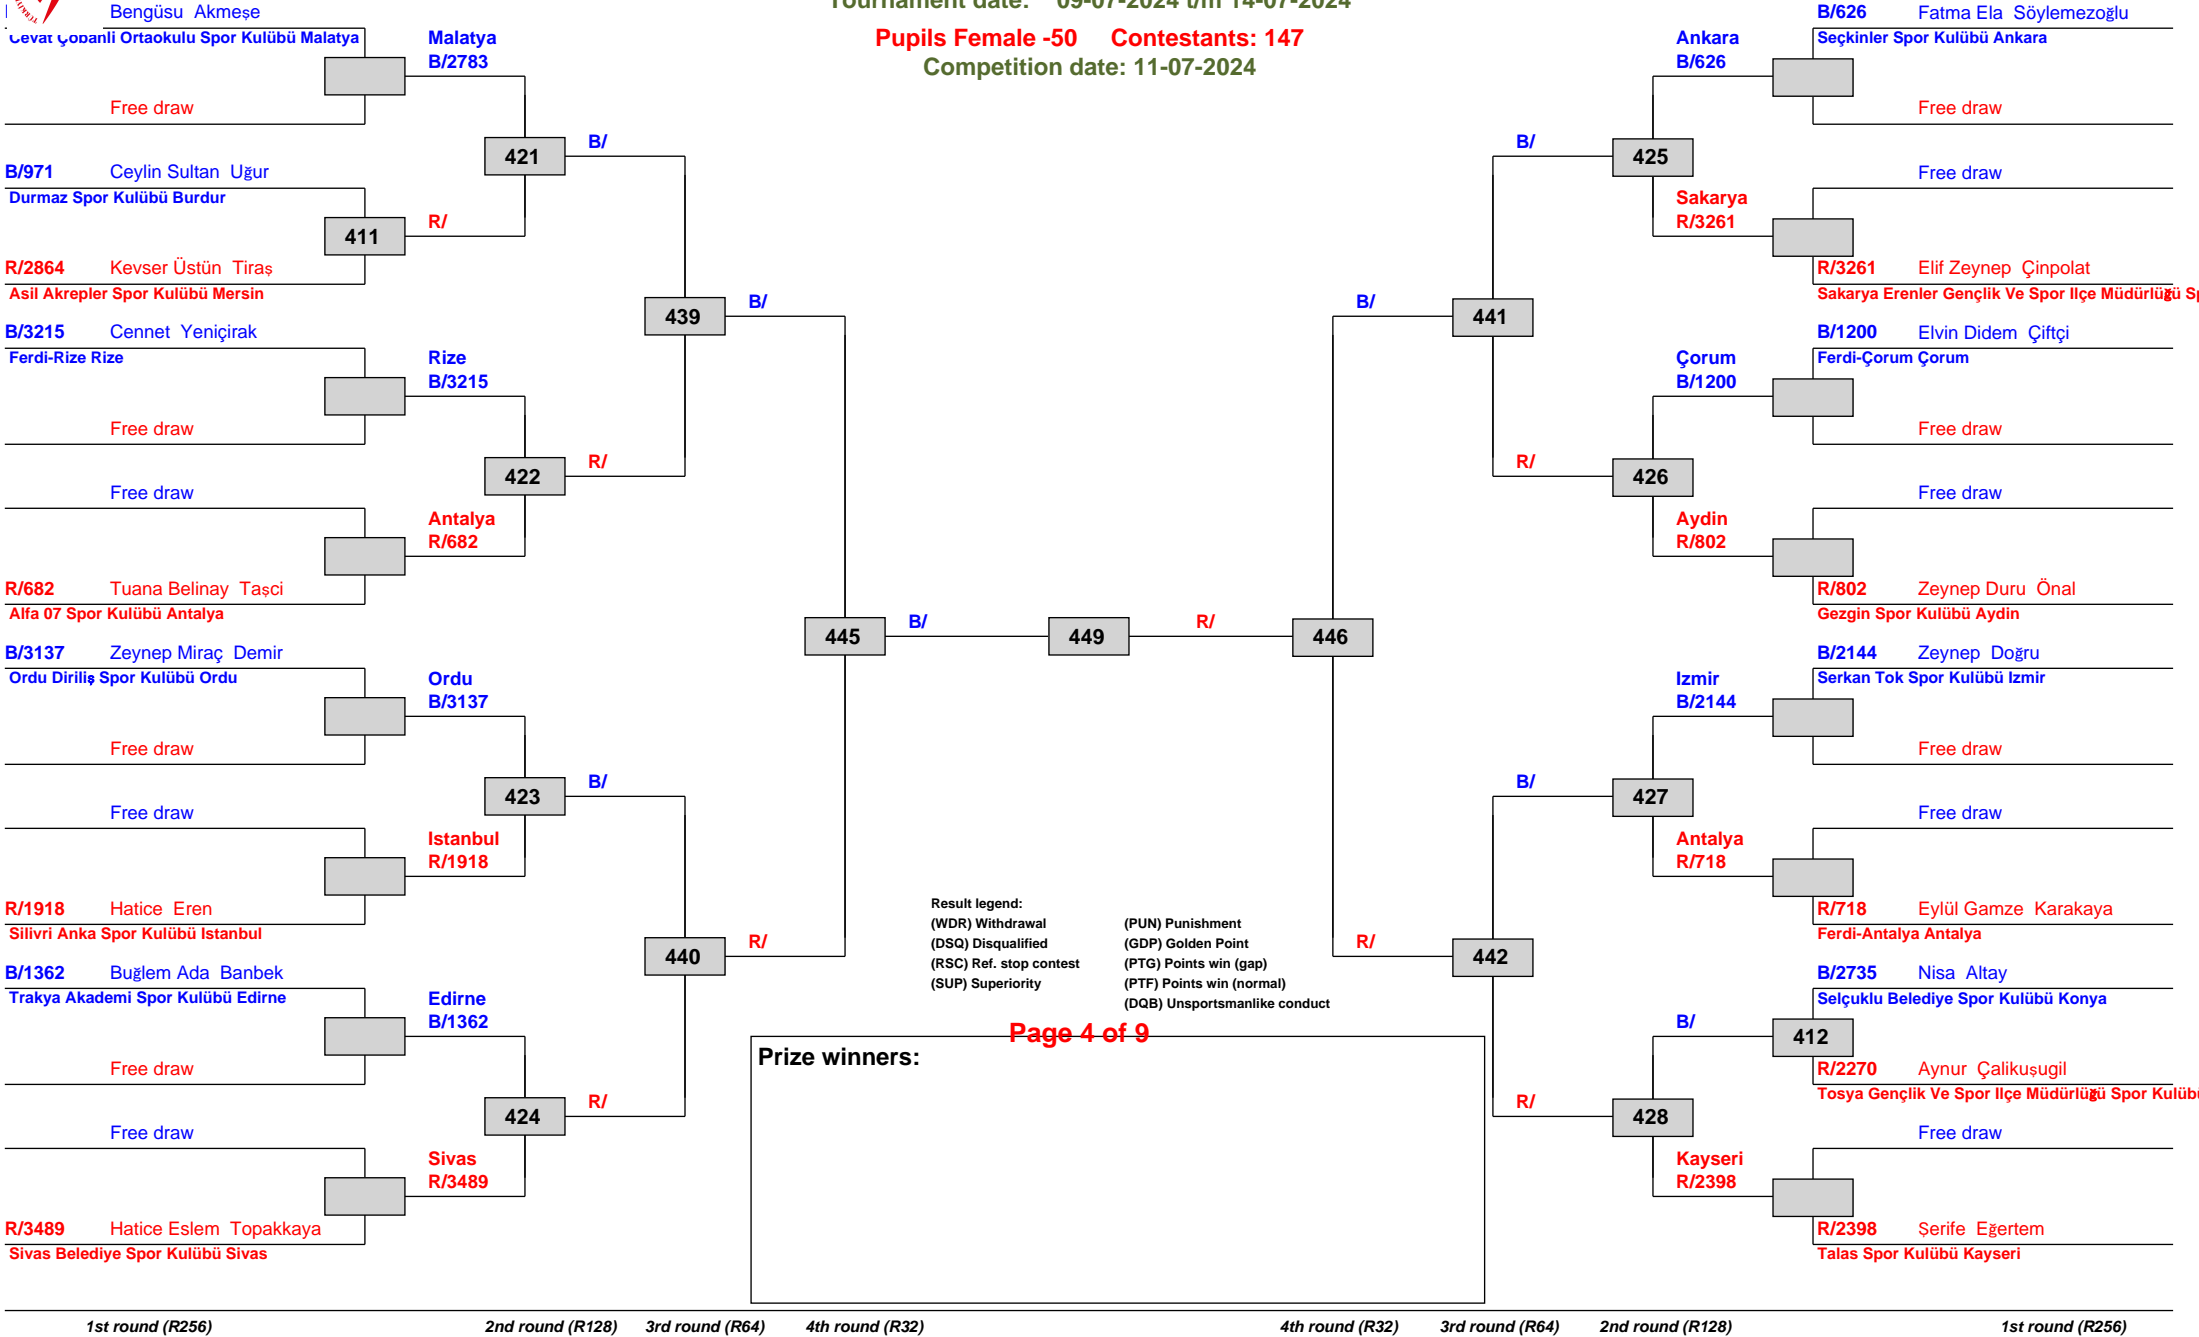 Tournament date: 09-07-2024 t/m 14-07-2024
Pupils Female -50 Contestants: 147
Competition date: 11-07-2024
Bengüsu Akmeşe
Cevat Çobanli Ortaokulu Spor Kulübü Malatya
Free draw
Malatya
B/2783
421
B/971 Ceylin Sultan Uğur
Durmaz Spor Kulübü Burdur
411
R/2864 Kevser Üstün Tiraş
Asil Akrepler Spor Kulübü Mersin
B/
R/
439
B/3215 Cennet Yeniçirak
Ferdi-Rize Rize
Free draw
Rize
B/3215
422
Free draw
Antalya
R/682
R/682 Tuana Belinay Taşci
Alfa 07 Spor Kulübü Antalya
R/
B/
445
B/
B/3137 Zeynep Miraç Demir
Ordu Diriliş Spor Kulübü Ordu
Free draw
Ordu
B/3137
423
Free draw
Istanbul
R/1918
R/1918 Hatice Eren
Silivri Anka Spor Kulübü Istanbul
B/
440
R/
B/1362 Buğlem Ada Banbek
Trakya Akademi Spor Kulübü Edirne
Free draw
Edirne
B/1362
424
R/
Free draw
Sivas
R/3489
R/3489 Hatice Eslem Topakkaya
Sivas Belediye Spor Kulübü Sivas
449
R/
446
B/626 Fatma Ela Söylemezoğlu
Seçkinler Spor Kulübü Ankara
Ankara
B/626
Free draw
B/
425
Free draw
Sakarya
R/3261
R/3261 Elif Zeynep Çinpolat
Sakarya Erenler Gençlik Ve Spor Ilçe Müdürlüğü Sp
B/
441
B/1200 Elvin Didem Çiftçi
Ferdi-Çorum Çorum
Çorum
B/1200
Free draw
R/
426
Free draw
Aydin
R/802
R/802 Zeynep Duru Önal
Gezgin Spor Kulübü Aydin
B/2144 Zeynep Doğru
Serkan Tok Spor Kulübü Izmir
Izmir
B/2144
Free draw
B/
427
Free draw
Antalya
R/718
R/718 Eylül Gamze Karakaya
Ferdi-Antalya Antalya
R/
442
B/2735 Nisa Altay
Selçuklu Belediye Spor Kulübü Konya
B/
412
R/2270 Aynur Çalikuşugil
Tosya Gençlik Ve Spor Ilçe Müdürlüğü Spor Kulübü
R/
428
Free draw
Kayseri
R/2398
R/2398 Şerife Eğertem
Talas Spor Kulübü Kayseri
Result legend:
(WDR) Withdrawal (PUN) Punishment
(DSQ) Disqualified (GDP) Golden Point
(RSC) Ref. stop contest (PTG) Points win (gap)
(SUP) Superiority (PTF) Points win (normal)
(DQB) Unsportsmanlike conduct
Page 4 of 9
Prize winners:
1st round (R256) 2nd round (R128) 3rd round (R64) 4th round (R32) 4th round (R32) 3rd round (R64) 2nd round (R128) 1st round (R256)